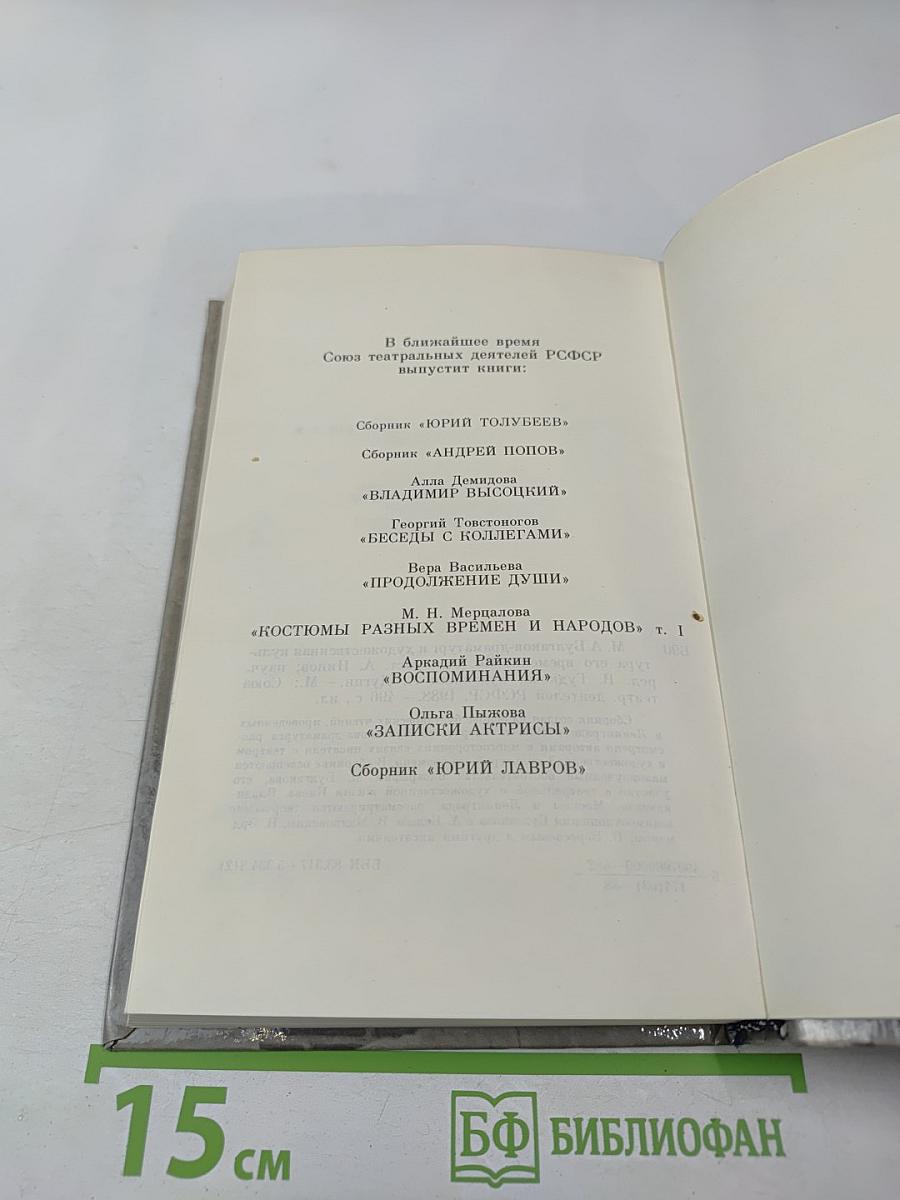 В ближайшее время
Союз театральных деятелей РСФСР
выпустит книги:
Сборник «ЮРИЙ ТОЛУБЕЕВ»
Сборник «АНДРЕЙ ПОПОВ»
Алла Демидова
«ВЛАДИМИР ВЫСОЦКИЙ»
Георгий Товстоногов
«БЕСЕДЫ С КОЛЛЕГАМИ»
Вера Васильева
«ПРОДОЛЖЕНИЕ ДУШИ»
М. Н. Мерцалова
«КОСТЮМЫ РАЗНЫХ ВРЕМЕН И НАРОДОВ» т. I
Аркадий Райкин
«ВОСПОМИНАНИЯ»
Ольга Пыжова
«ЗАПИСКИ АКТРИСЫ»
Сборник «ЮРИЙ ЛАВРОВ»
15 см
БФ БИБЛИОФАН